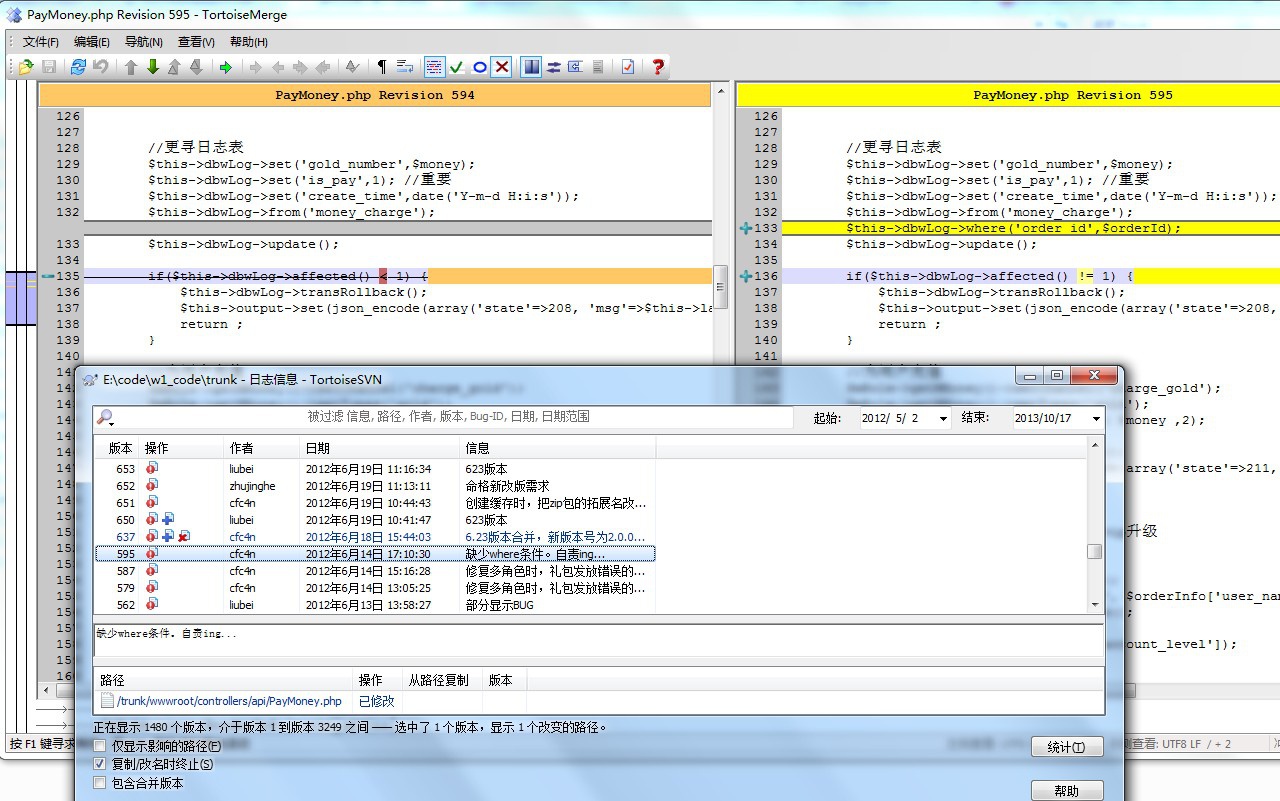 PayMoney.php Revision 595 - TortoiseMerge
文件(F) 编辑(E) 导航(N) 查看(V) 帮助(H)
PayMoney.php Revision 594
126
127
128 //更寻日志表
129 $this->dbwLog->set('gold_number',$money);
130 $this->dbwLog->set('is_pay',1); //重要
131 $this->dbwLog->set('create_time',date('Y-m-d H:i:s'));
132 $this->dbwLog->from('money_charge');
133 $this->dbwLog->update();
134
135 if($this->dbwLog->affected() < 1) {
136 $this->dbwLog->transRollback();
137 $this->output->set(json_encode(array('state'=>208, 'msg'=>$this->la
138 return ;
139 }
140
PayMoney.php Revision 595
126
127
128 //更寻日志表
129 $this->dbwLog->set('gold_number',$money);
130 $this->dbwLog->set('is_pay',1); //重要
131 $this->dbwLog->set('create_time',date('Y-m-d H:i:s'));
132 $this->dbwLog->from('money_charge');
133 $this->dbwLog->where('order_id',$orderId);
134 $this->dbwLog->update();
135
136 if($this->dbwLog->affected() != 1) {
137 $this->dbwLog->transRollback();
138 $this->output->set(json_encode(array('state'=>208,
139 return ;
140 }
141
arge_gold');
');
money ,2);
array('state'=>211,
升级
$orderInfo['user_na
;
ount_level']);
E:\code\w1_code\trunk - 日志信息 - TortoiseSVN
被过滤 信息, 路径, 作者, 版本, Bug-ID, 日期, 日期范围 起始: 2012/ 5/ 2 结束: 2013/10/17
版本 操作 作者 日期 信息
653 liubei 2012年6月19日 11:16:34 623版本
652 zhujinghe 2012年6月19日 11:13:11 命格新改版需求
651 cfc4n 2012年6月19日 10:44:43 创建缓存时，把zip包的拓展名改...
650 liubei 2012年6月19日 10:41:47 623版本
637 cfc4n 2012年6月18日 15:44:03 6.23版本合并，新版本号为2.0.0...
595 cfc4n 2012年6月14日 17:10:30 缺少where条件。自责ing...
587 cfc4n 2012年6月14日 15:16:28 修复多角色时，礼包发放错误的...
579 cfc4n 2012年6月14日 13:05:25 修复多角色时，礼包发放错误的...
562 liubei 2012年6月13日 13:58:27 部分显示BUG
缺少where条件。自责ing...
路径 操作 从路径复制 版本
/trunk/wwwroot/controllers/api/PayMoney.php 已修改
正在显示 1480 个版本，介于版本 1 到版本 3249 之间 —— 选中了 1 个版本，显示 1 个改变的路径。
仅显示影响的路径(F)
复制/改名时终止(S)
包含合并版本
统计(T)
帮助
按 F1 键寻求
查看: UTF8 LF / + 2